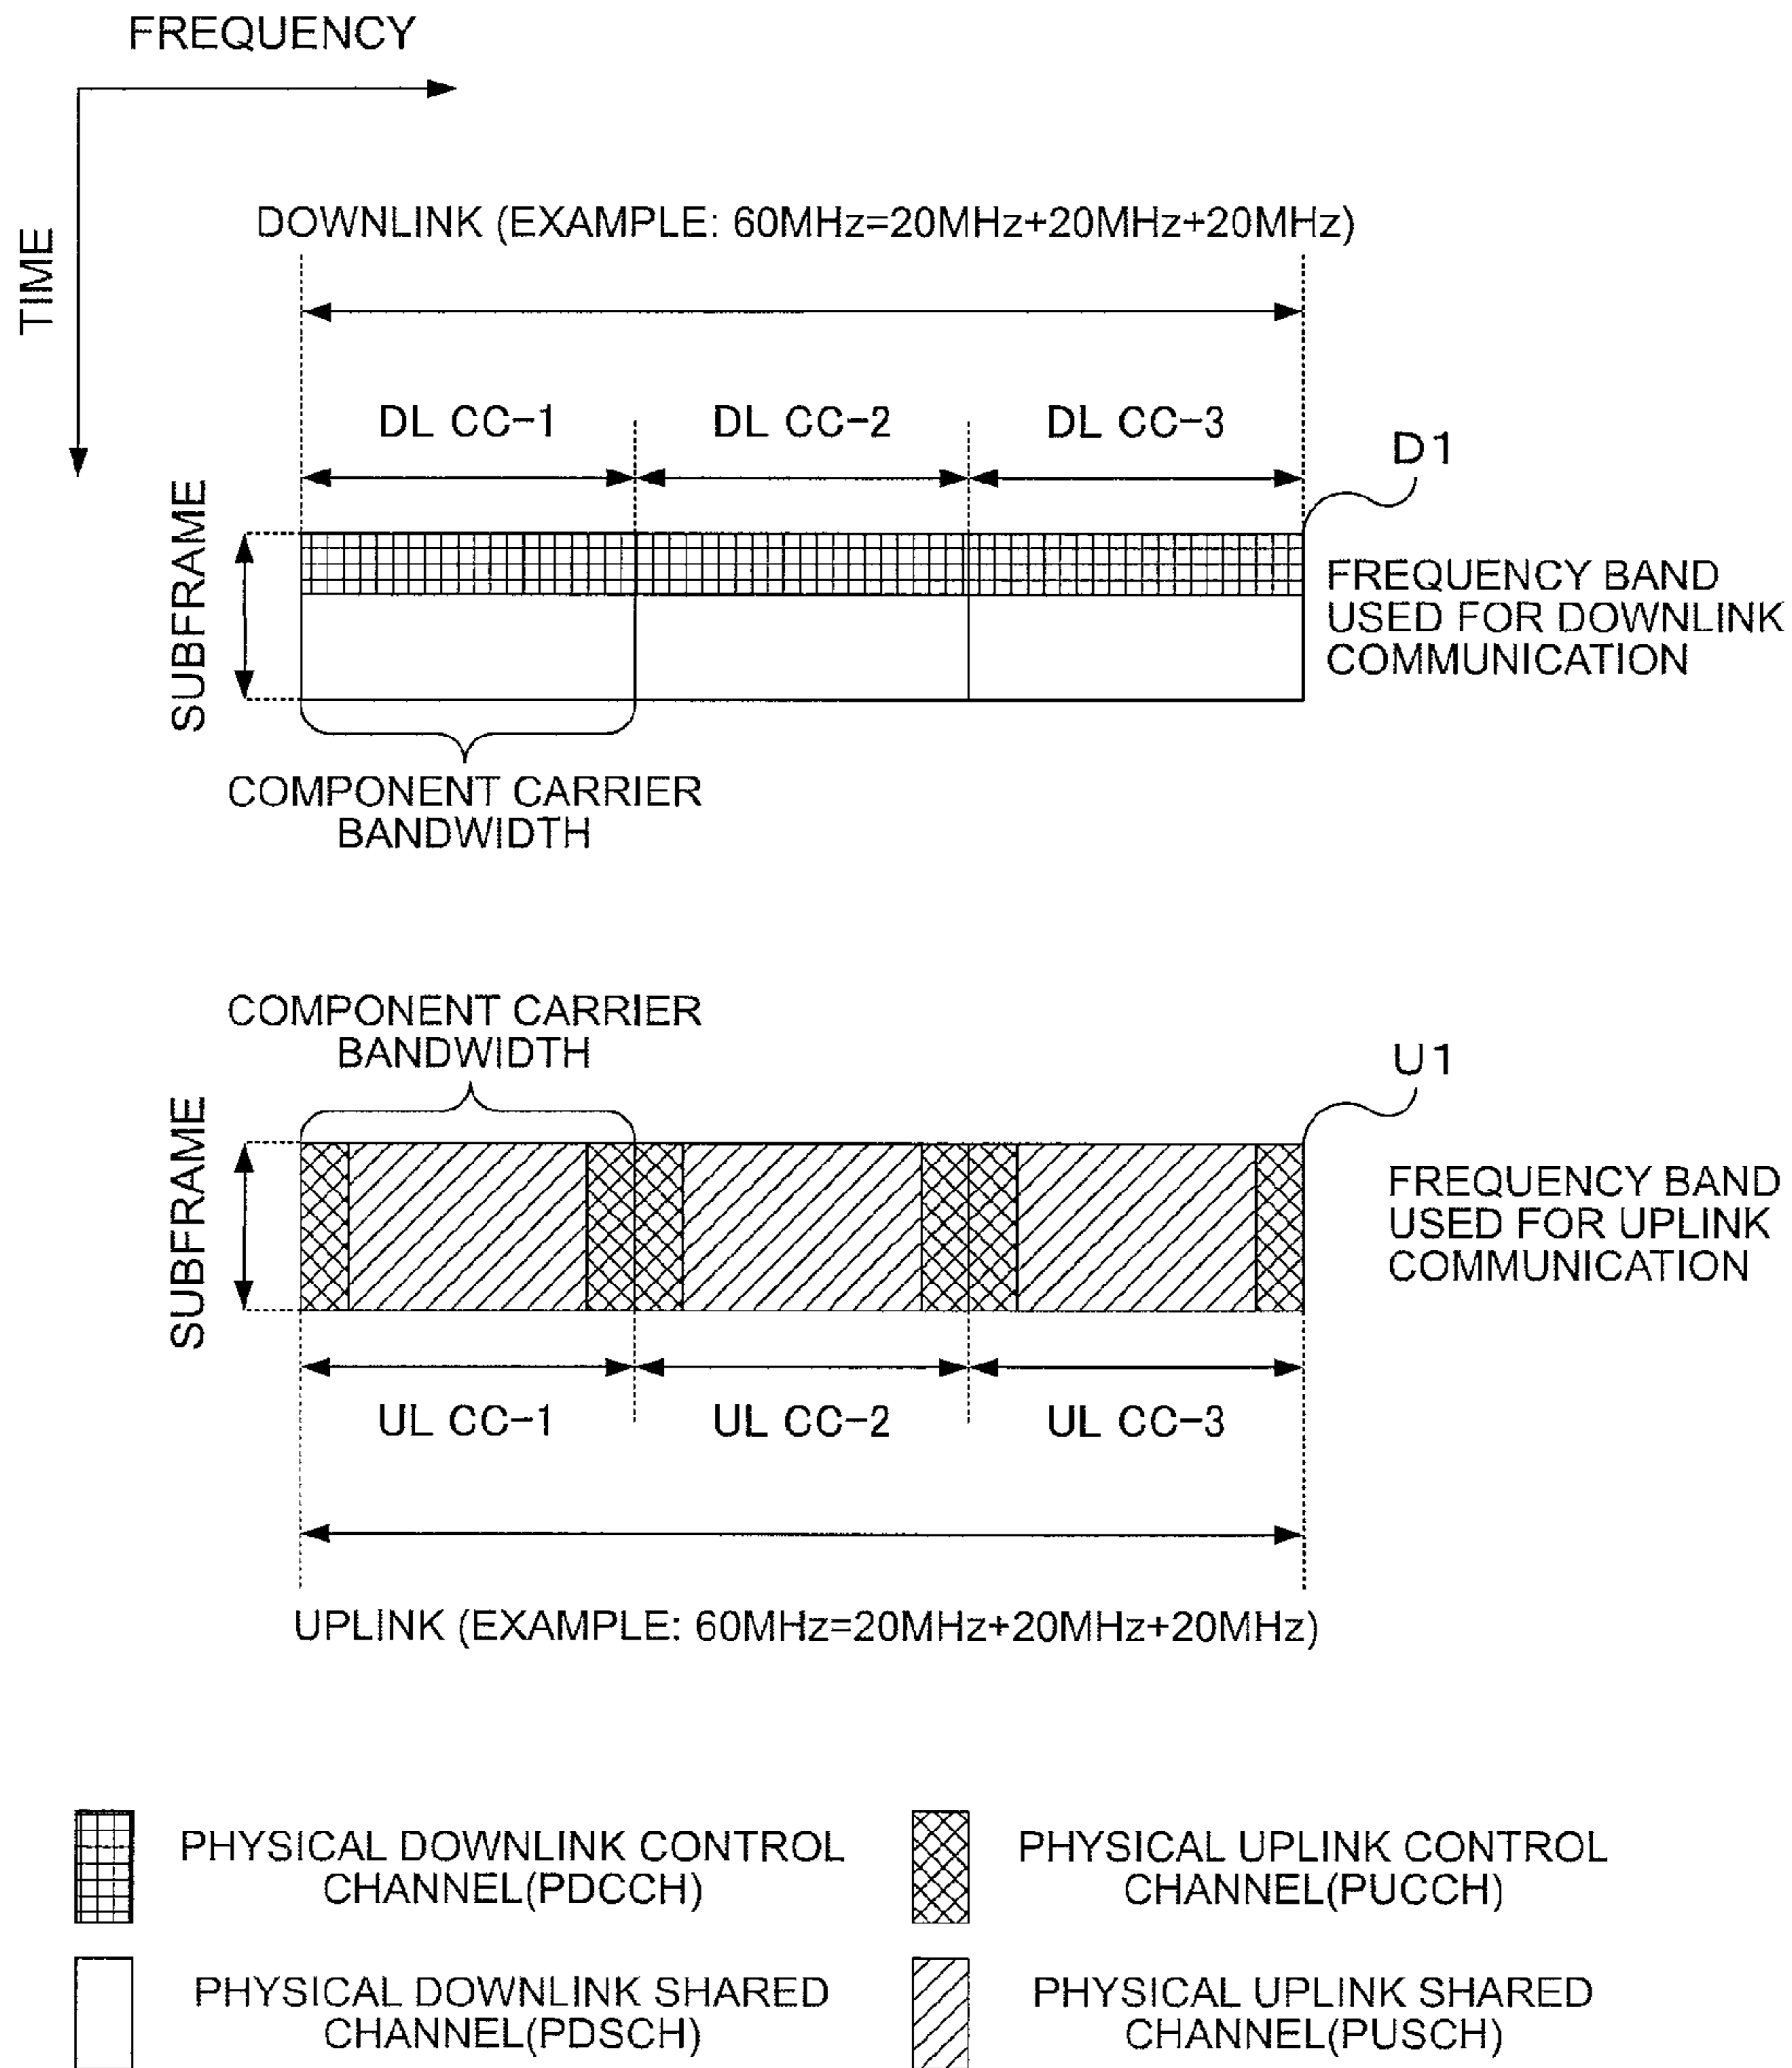 FREQUENCY
TIME
DOWNLINK (EXAMPLE: 60MHz=20MHz+20MHz+20MHz)
DL CC-1
DL CC-2
DL CC-3
D1
SUBFRAME
FREQUENCY BAND
USED FOR DOWNLINK
COMMUNICATION
COMPONENT CARRIER
BANDWIDTH
COMPONENT CARRIER
BANDWIDTH
U1
SUBFRAME
FREQUENCY BAND
USED FOR UPLINK
COMMUNICATION
UL CC-1
UL CC-2
UL CC-3
UPLINK (EXAMPLE: 60MHz=20MHz+20MHz+20MHz)
PHYSICAL DOWNLINK CONTROL
CHANNEL(PDCCH)
PHYSICAL UPLINK CONTROL
CHANNEL(PUCCH)
PHYSICAL DOWNLINK SHARED
CHANNEL(PDSCH)
PHYSICAL UPLINK SHARED
CHANNEL(PUSCH)